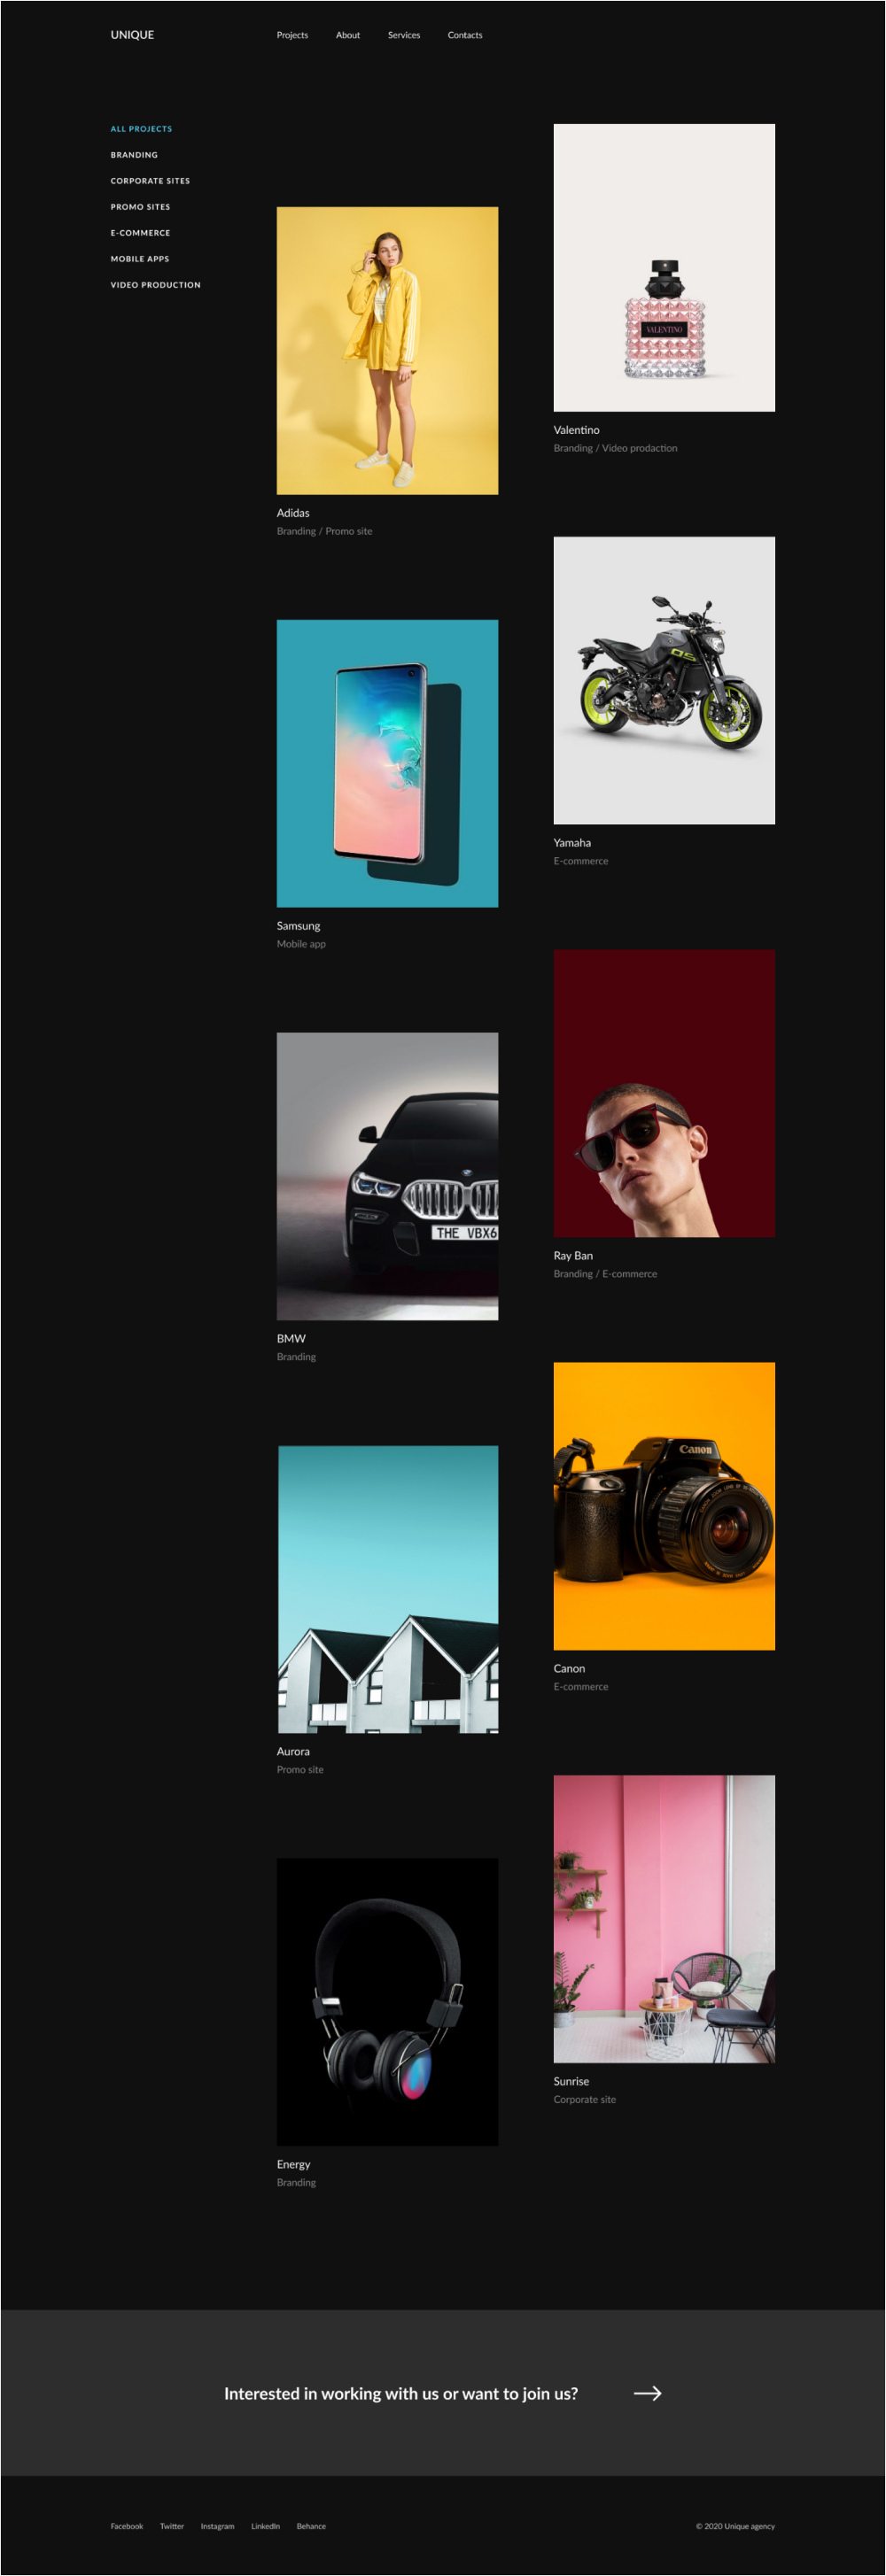 UNIQUE
Projects
About
Services
Contacts
ALL PROJECTS
BRANDING
CORPORATE SITES
PROMO SITES
E-COMMERCE
MOBILE APPS
VIDEO PRODUCTION
VALENTINO
Valentino
Branding / Video prodaction
Adidas
Branding / Promo site
Yamaha
E-commerce
Samsung
Mobile app
Ray Ban
Branding / E-commerce
THE VBX6
BMW
Branding
Canon
Canon
E-commerce
Aurora
Promo site
Sunrise
Corporate site
Energy
Branding
Interested in working with us or want to join us?
Facebook
Twitter
Instagram
LinkedIn
Behance
© 2020 Unique agency